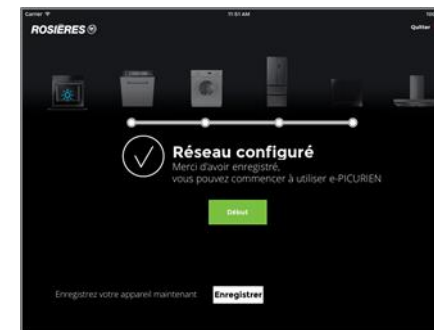 Carrier
11:51 AM
ROSIÈRES
Quitter
Réseau configuré
Merci d'avoir enregistré,
vous pouvez commencer à utiliser e-PICURIEN
Début
Enregistrez votre appareil maintenant
Enregistrer